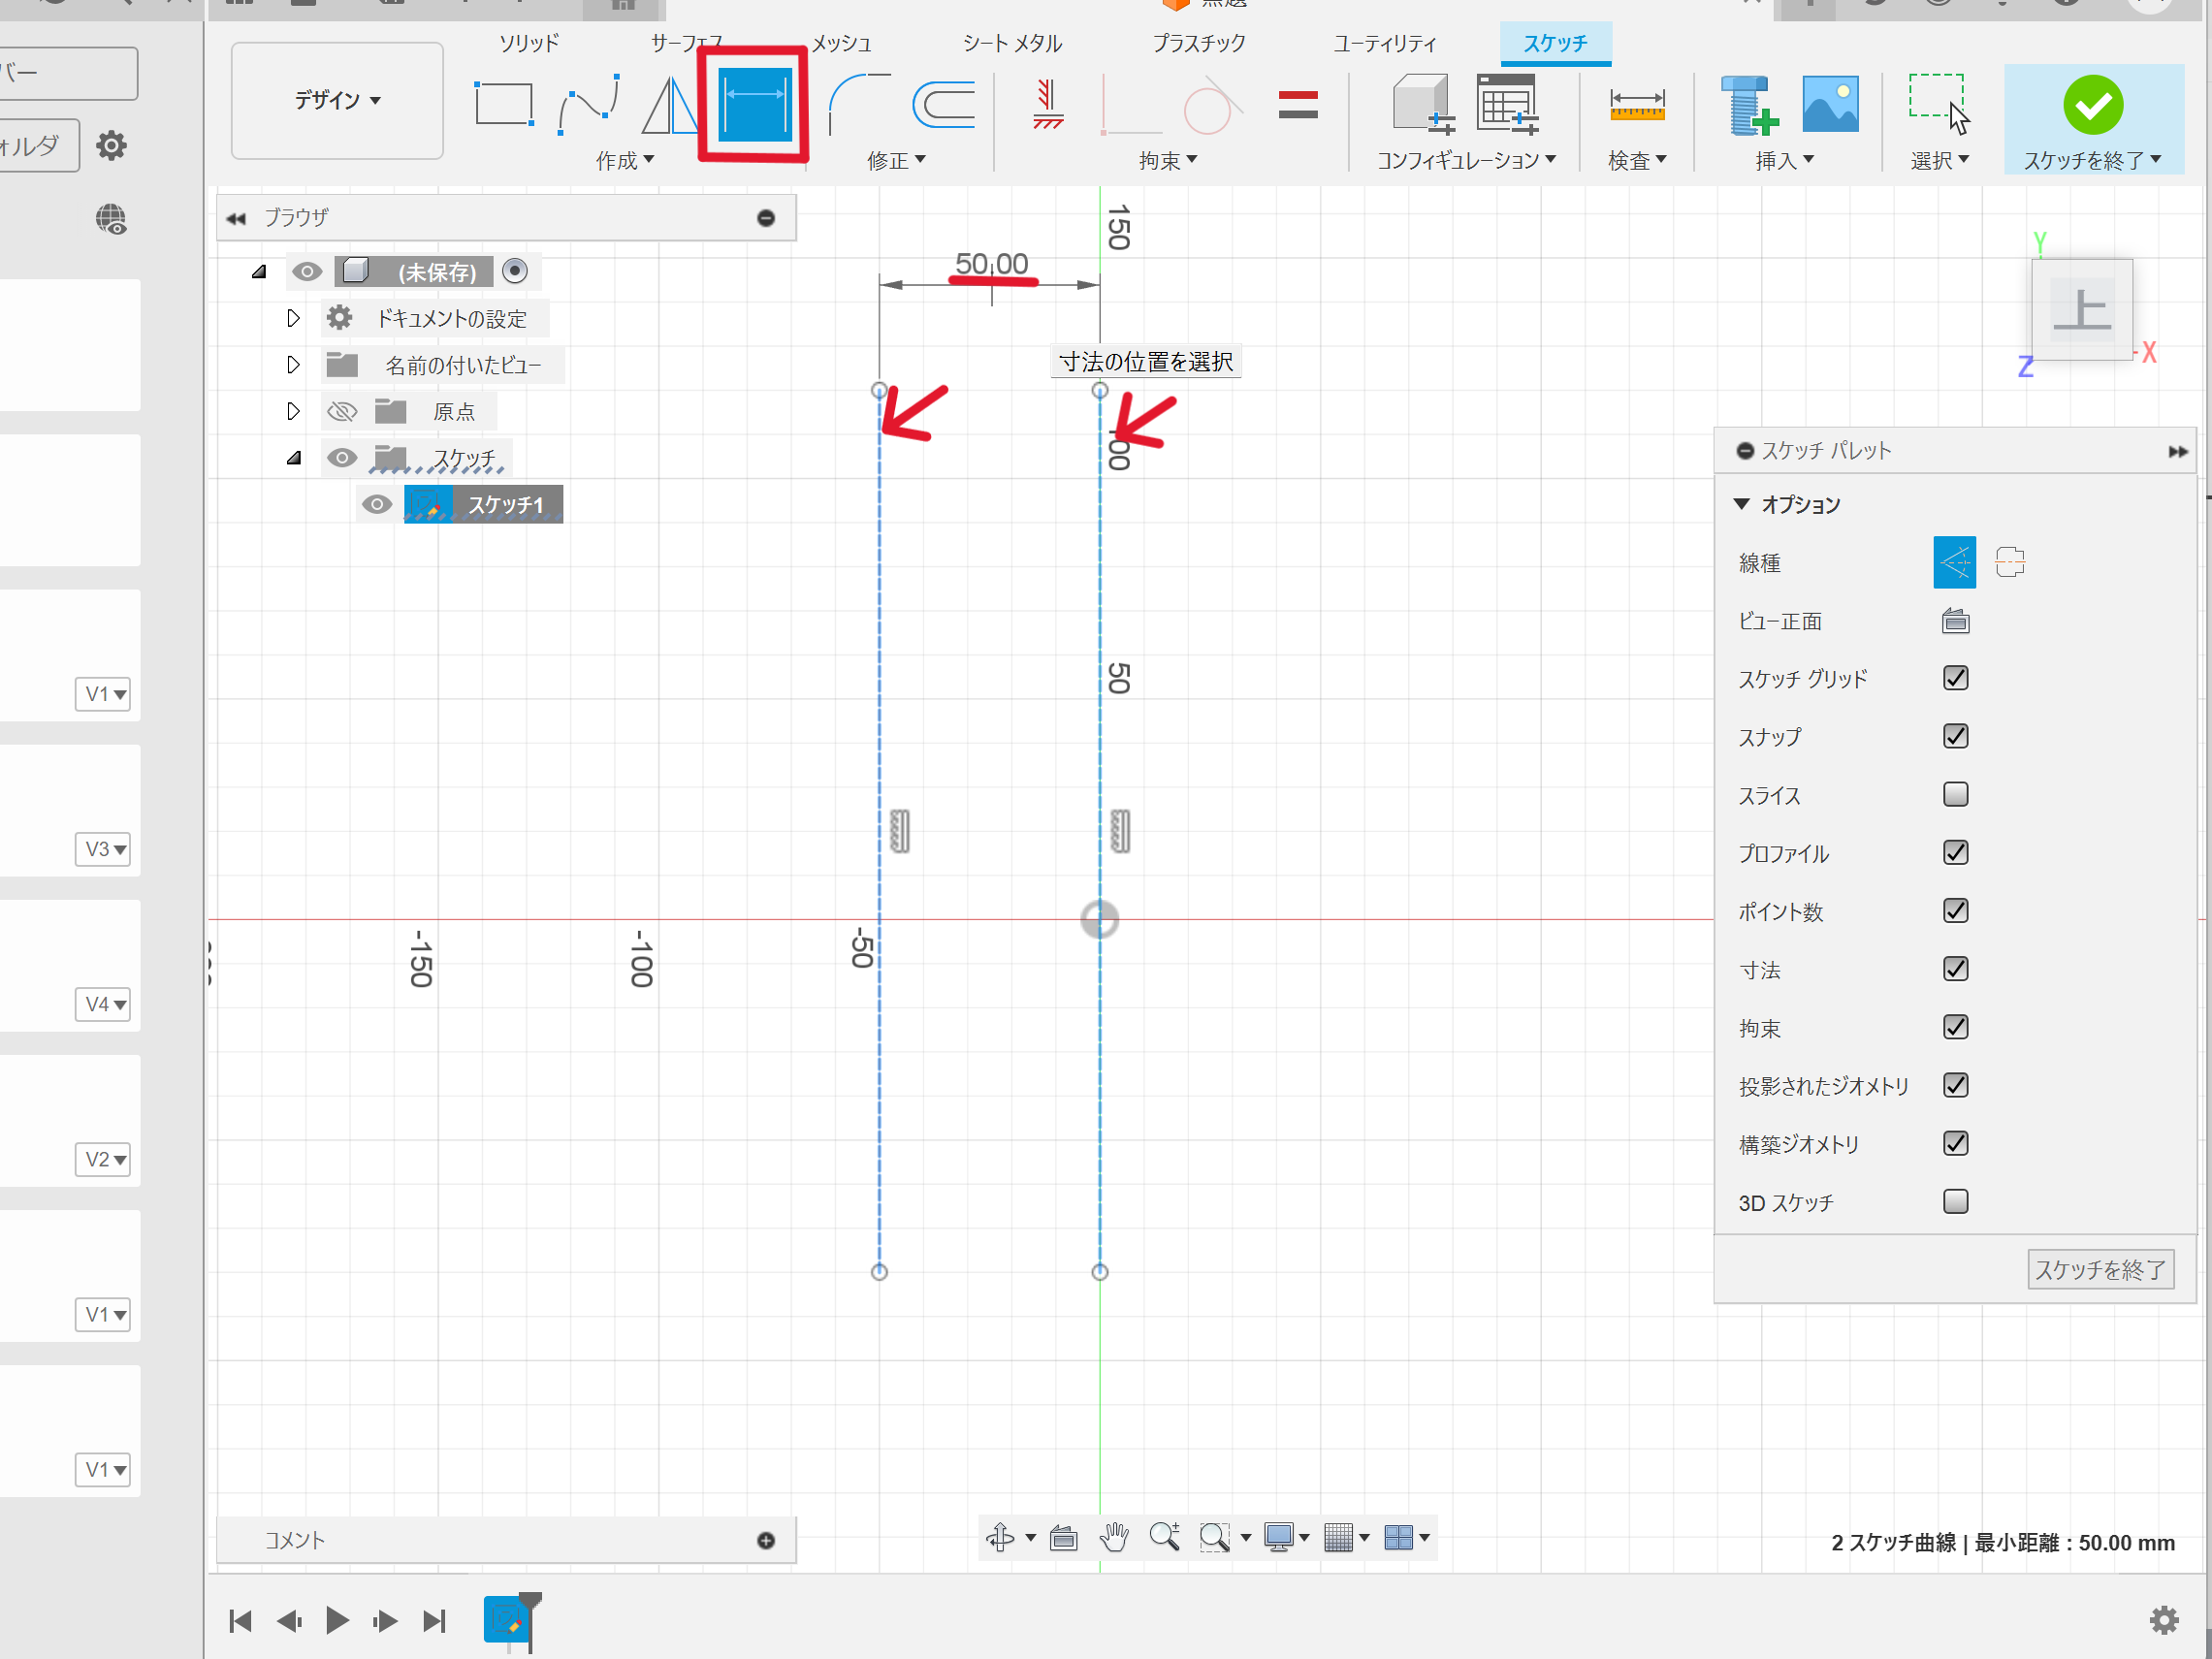 無題
バー
ォルダ
デザイン
ソリッド
サーフェス
メッシュ
シート メタル
プラスチック
ユーティリティ
スケッチ
作成
修正
拘束
コンフィギュレーション
検査
挿入
選択
スケッチを終了
ブラウザ
(未保存)
ドキュメントの設定
名前の付いたビュー
原点
スケッチ
スケッチ1
50.00
寸法の位置を選択
150
100
50
-50
-100
-150
Y
上
X
Z
スケッチ パレット
オプション
線種
ビュー正面
スケッチ グリッド
スナップ
スライス
プロファイル
ポイント数
寸法
拘束
投影されたジオメトリ
構築ジオメトリ
3D スケッチ
スケッチを終了
V1
V3
V4
V2
V1
V1
コメント
2 スケッチ曲線 | 最小距離 : 50.00 mm